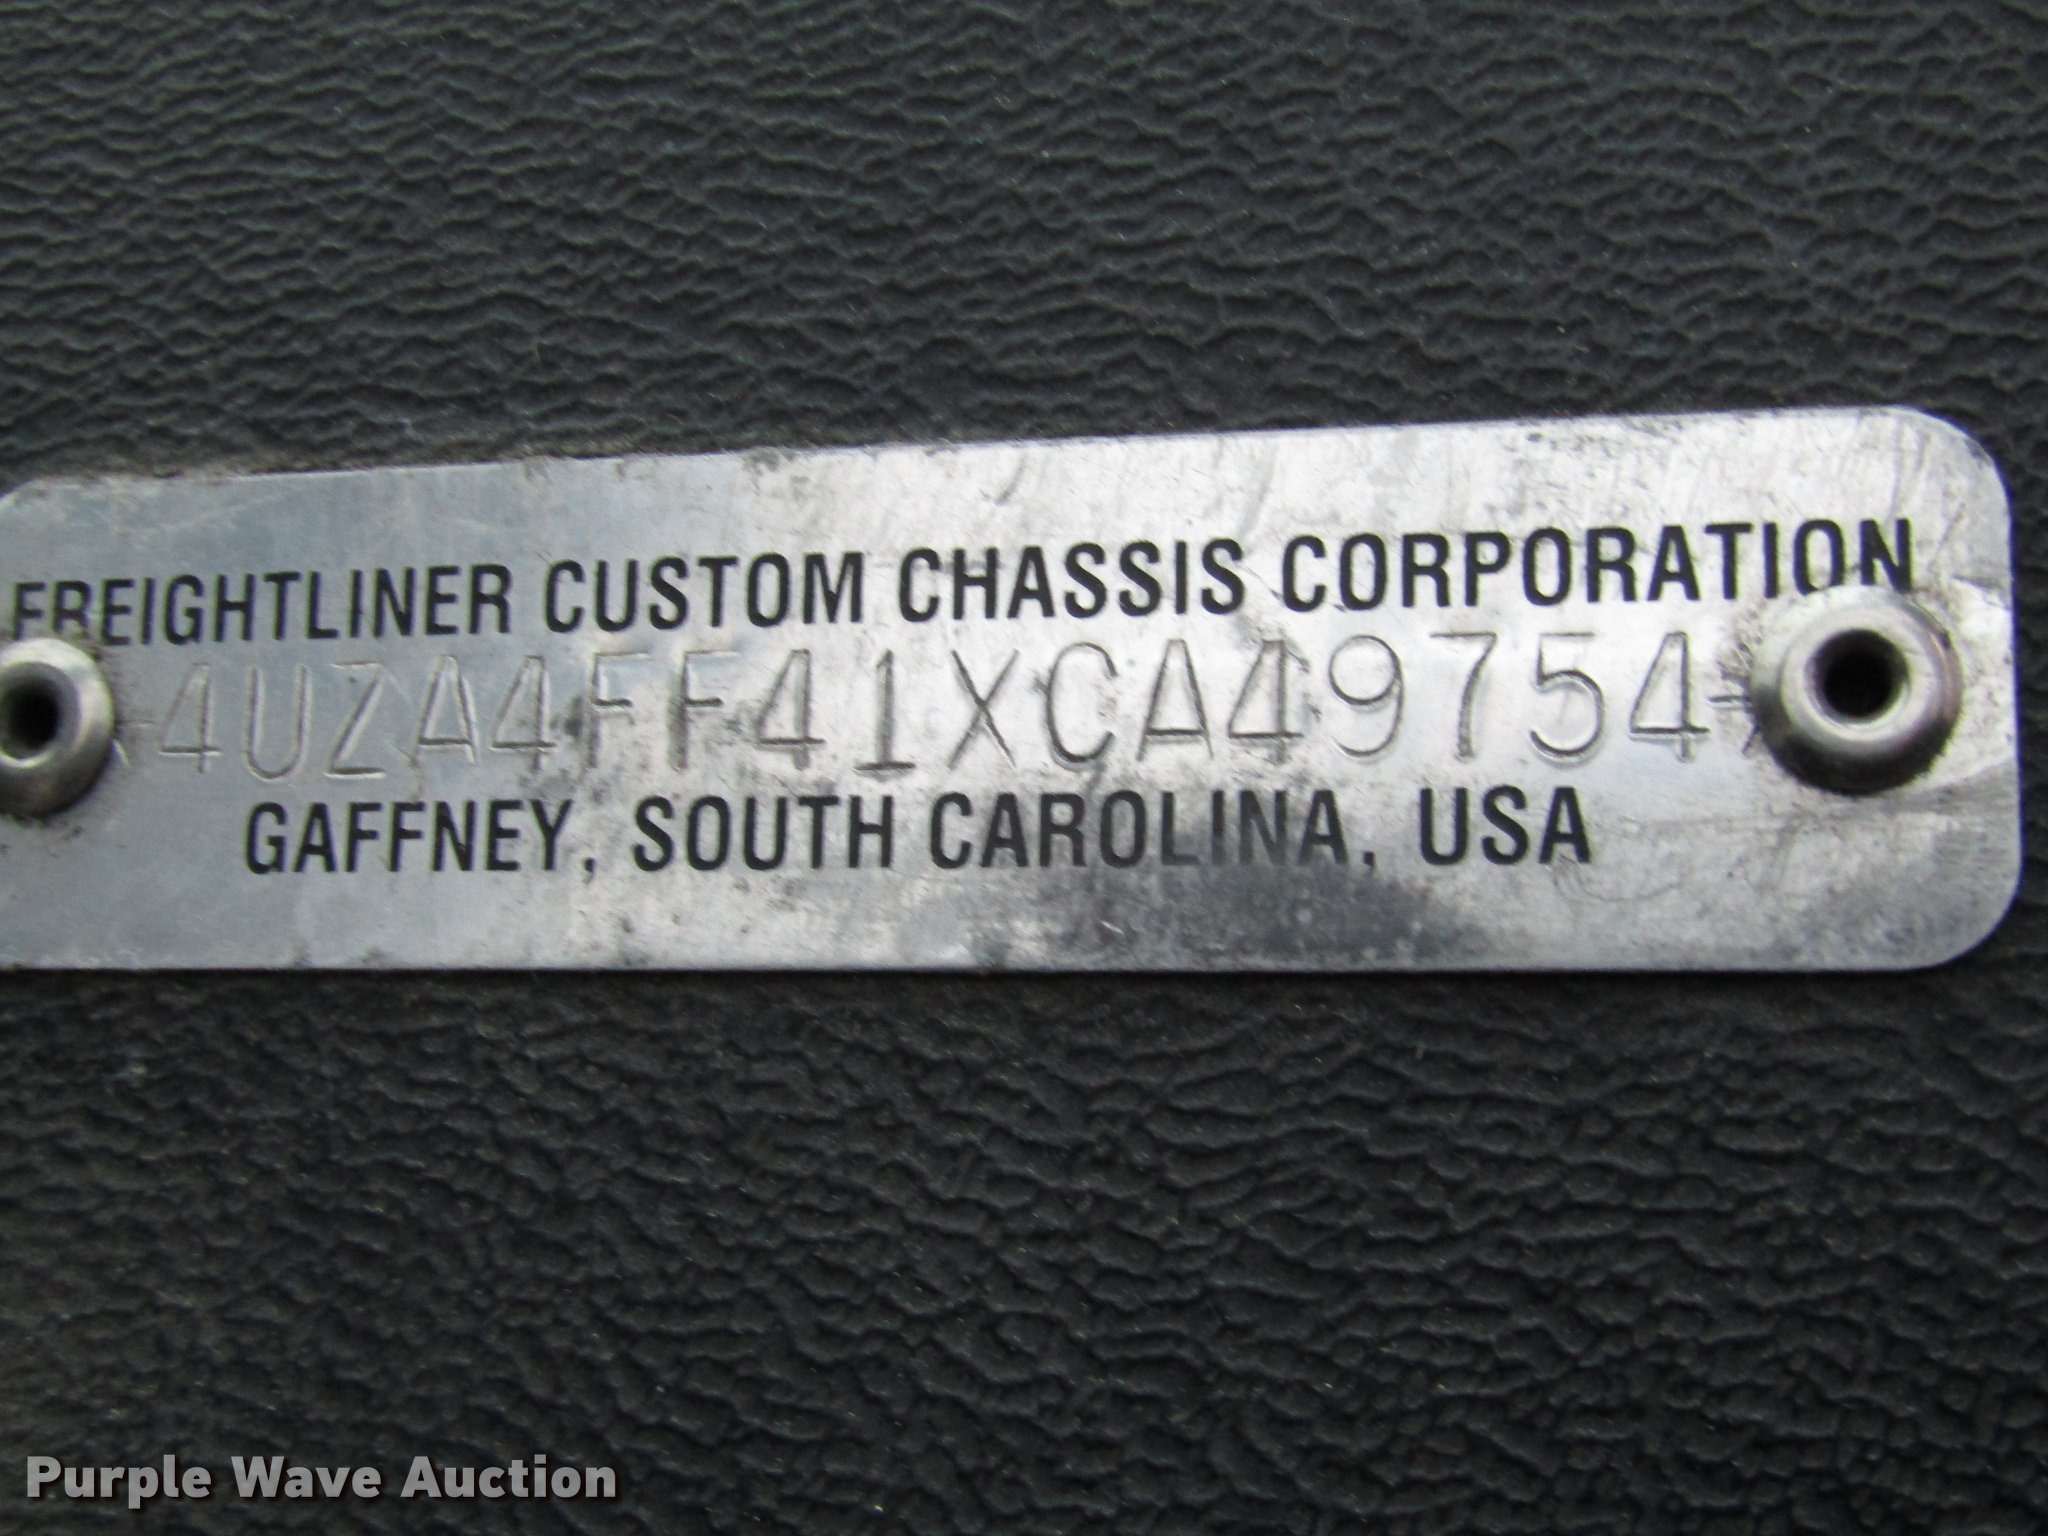 FREIGHTLINER CUSTOM CHASSIS CORPORATION
4UZA4FF41XCA49754
GAFFNEY, SOUTH CAROLINA, USA
Purple Wave Auction